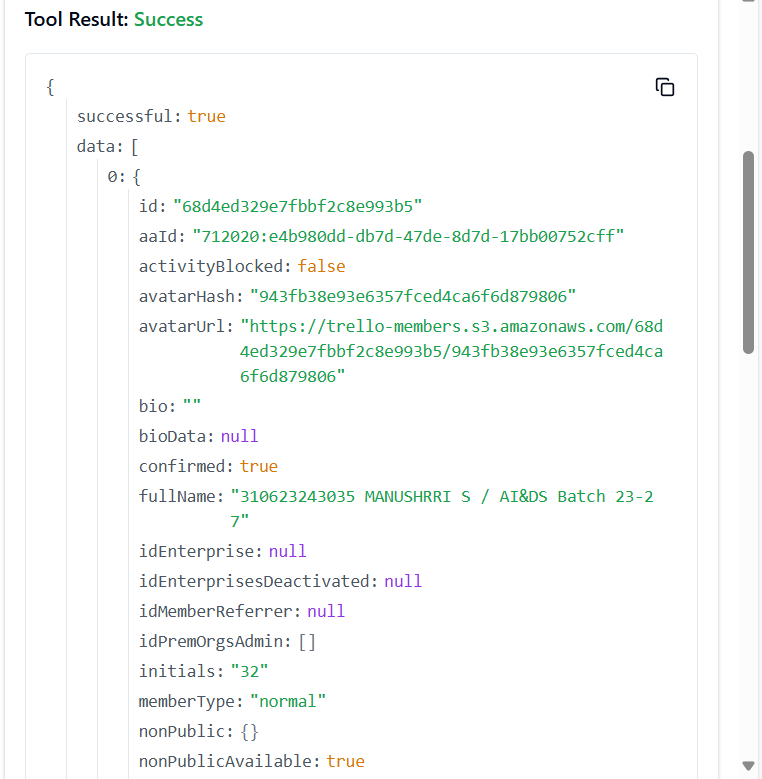 Tool Result: Success
{
successful: true
data: [
0: {
id: "68d4ed329e7fbbf2c8e993b5"
aaId: "712020:e4b980dd-db7d-47de-8d7d-17bb00752cff"
activityBlocked: false
avatarHash: "943fb38e93e6357fced4ca6f6d879806"
avatarUrl: "https://trello-members.s3.amazonaws.com/68d
4ed329e7fbbf2c8e993b5/943fb38e93e6357fced4ca
6f6d879806"
bio: ""
bioData: null
confirmed: true
fullName: "310623243035 MANUSHRRI S / AI&DS Batch 23-2
7"
idEnterprise: null
idEnterprisesDeactivated: null
idMemberReferrer: null
idPremOrgsAdmin: []
initials: "32"
memberType: "normal"
nonPublic: {}
nonPublicAvailable: true